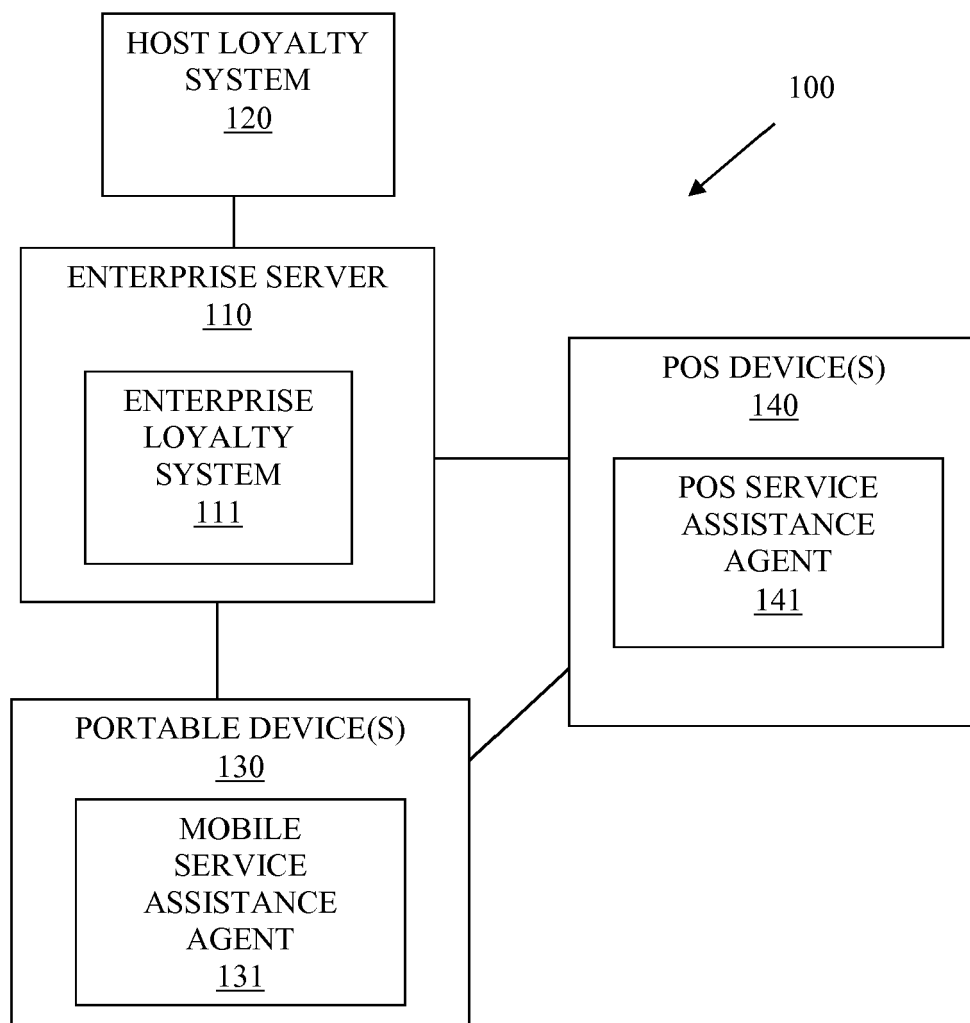 HOST LOYALTY
SYSTEM
120
100
ENTERPRISE SERVER
110
ENTERPRISE
LOYALTY
SYSTEM
111
POS DEVICE(S)
140
POS SERVICE
ASSISTANCE
AGENT
141
PORTABLE DEVICE(S)
130
MOBILE
SERVICE
ASSISTANCE
AGENT
131